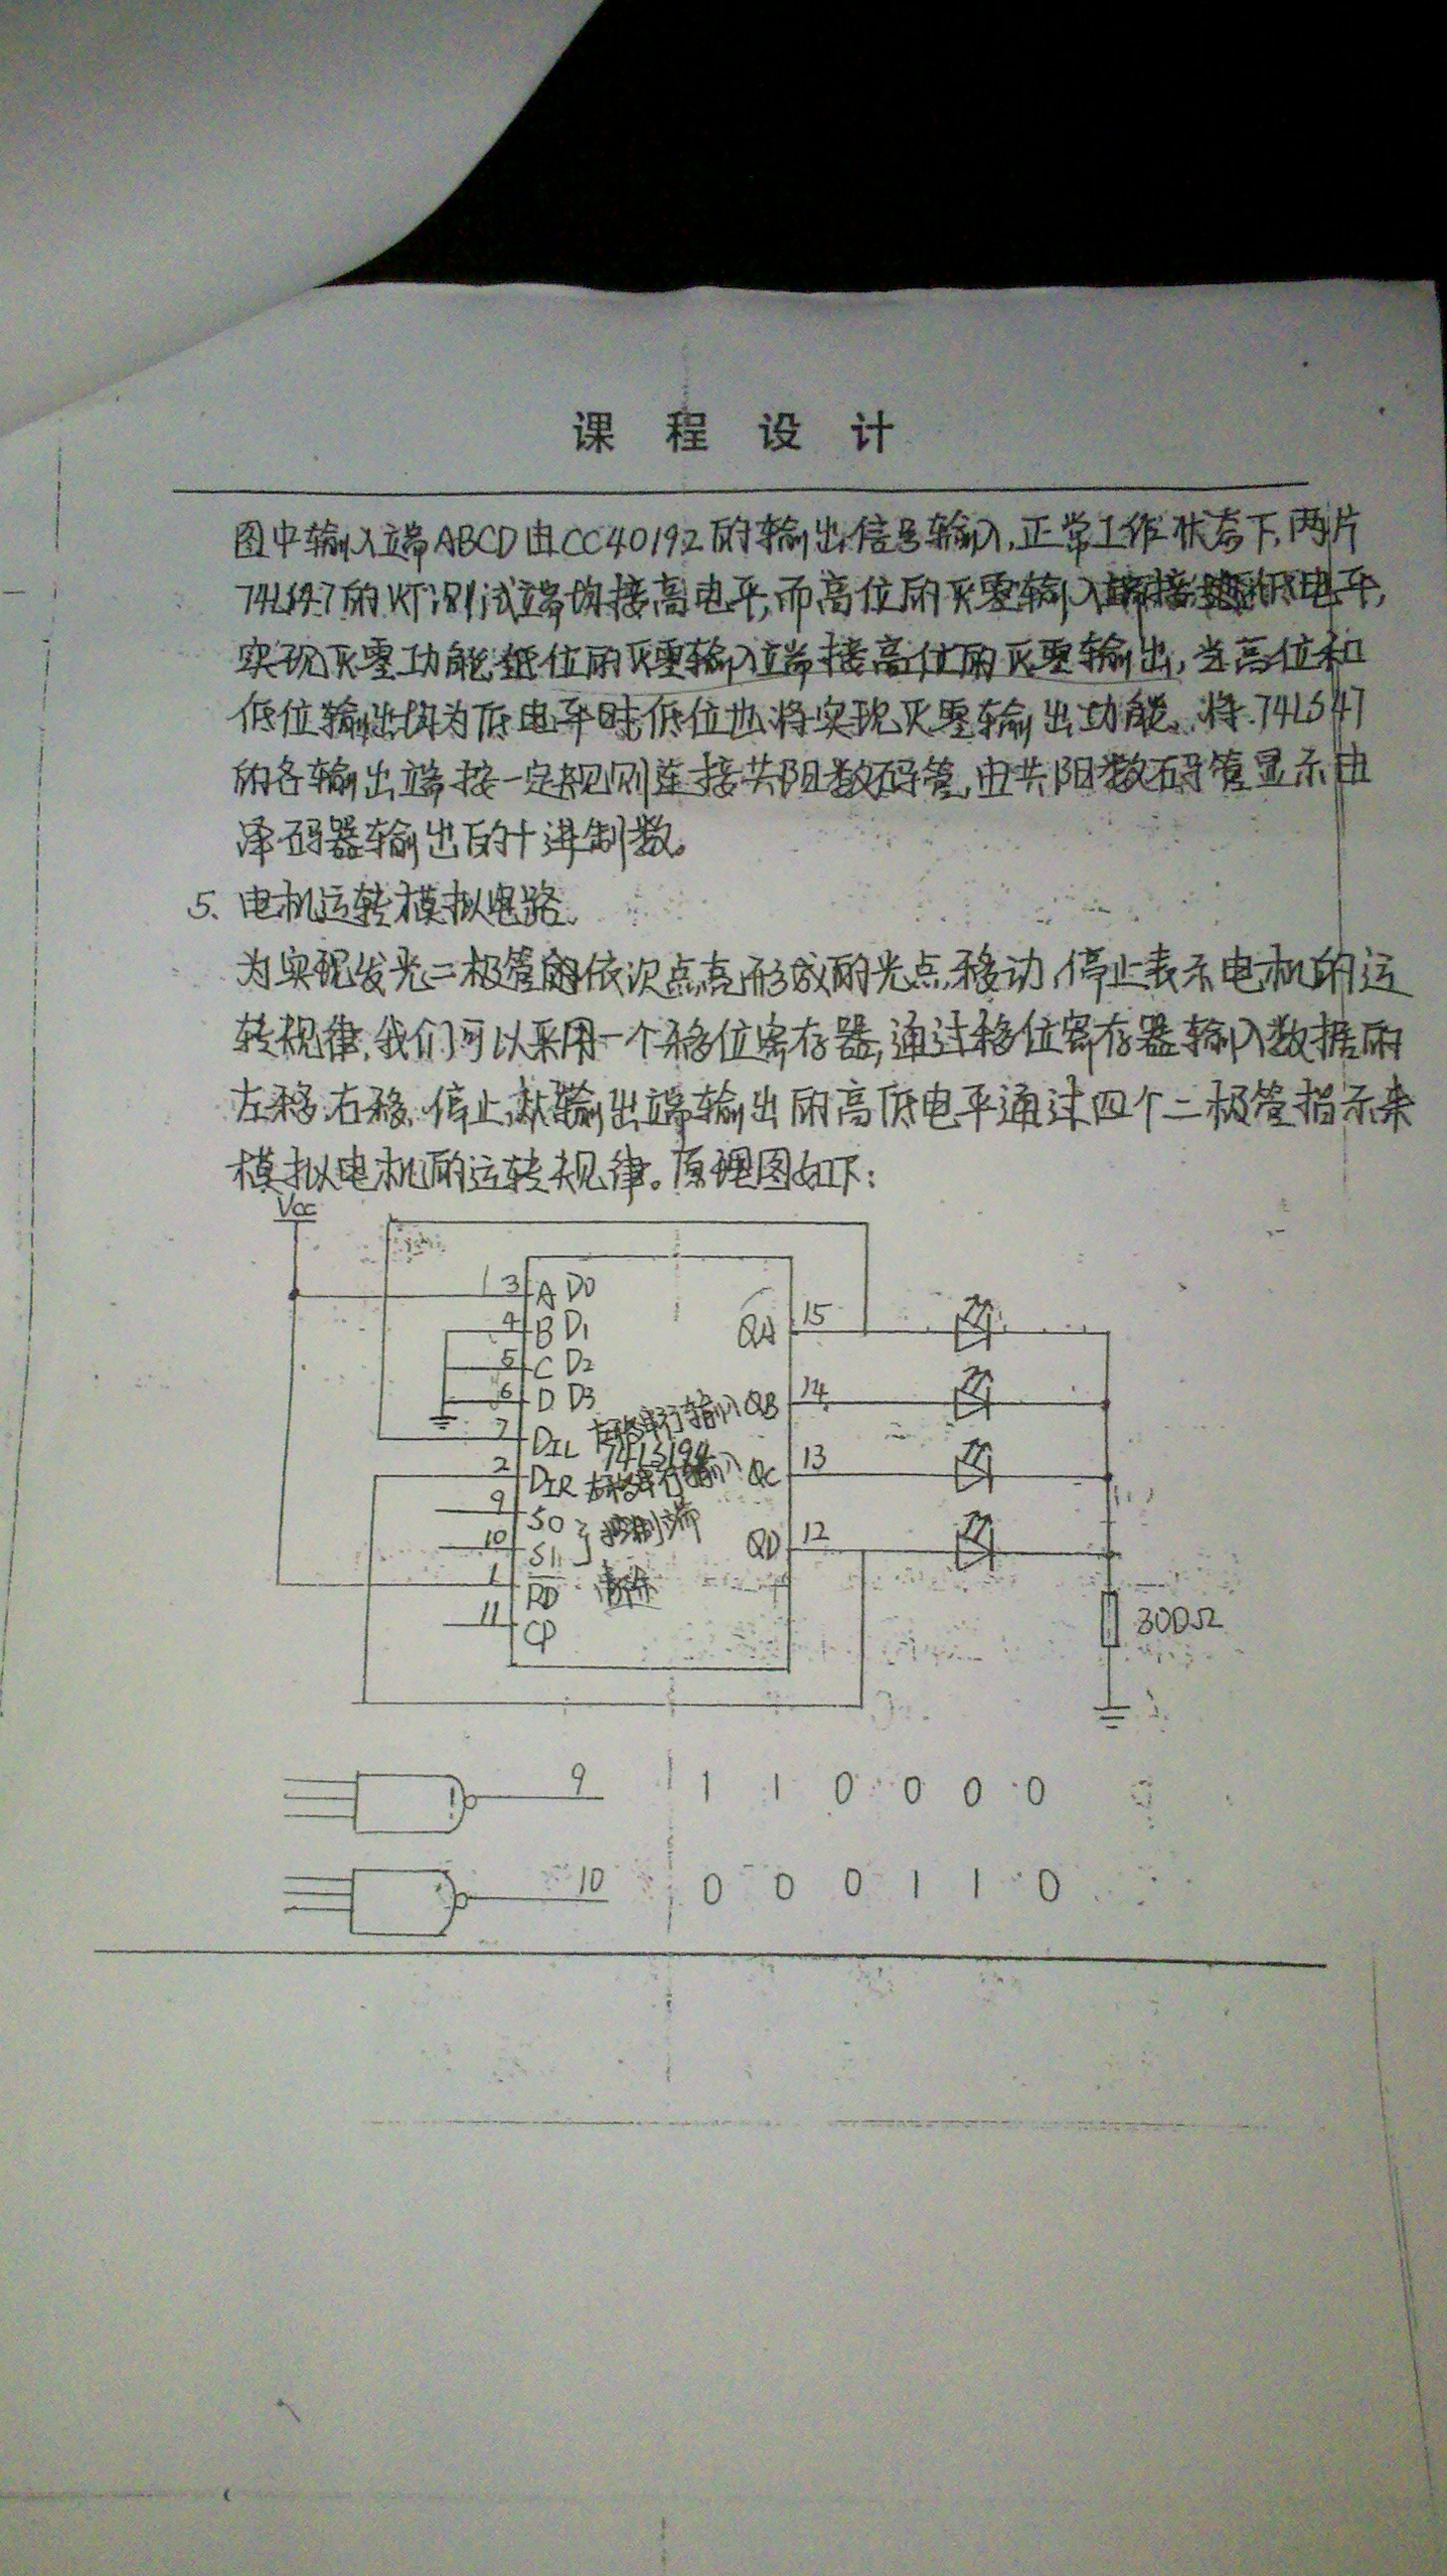 课 程 设 计
图中输入端ABCD由CC40192的输出信号输入,正常工作状态下,两片
74LS47的灯测试端均接高电平,而高位的灭零输入端接低电平,
实现灭零功能,低位的灭零输入端接高位的灭零输出,当高位和
低位输出均为低电平时低位也将实现灭零输出功能。将74LS47
的各输出端按一定规则连接共阳数码管,由共阳数码管显示由
译码器输出的十进制数。
5、电机运转模拟电路。
为实现发光二极管的依次点亮形成的光点移动,停止表示电机的运
转规律,我们可以采用一个移位寄存器,通过移位寄存器输入数据的
左移、右移、停止,从输出端输出的高低电平通过四个二极管指示来
模拟电机的运转规律。原理图如下:
Vcc
3 A D0
4 B D1
QA 15
5 C D2
6 D D3
QB 14
7 DIL 左移串行输入
74LS194
2 DIR 右移串行输入
QC 13
9 S0
10 S1 控制端
QD 12
1 RD
11 CP
300Ω
9 1 1 0 0 0 0
10 0 0 0 1 1 0